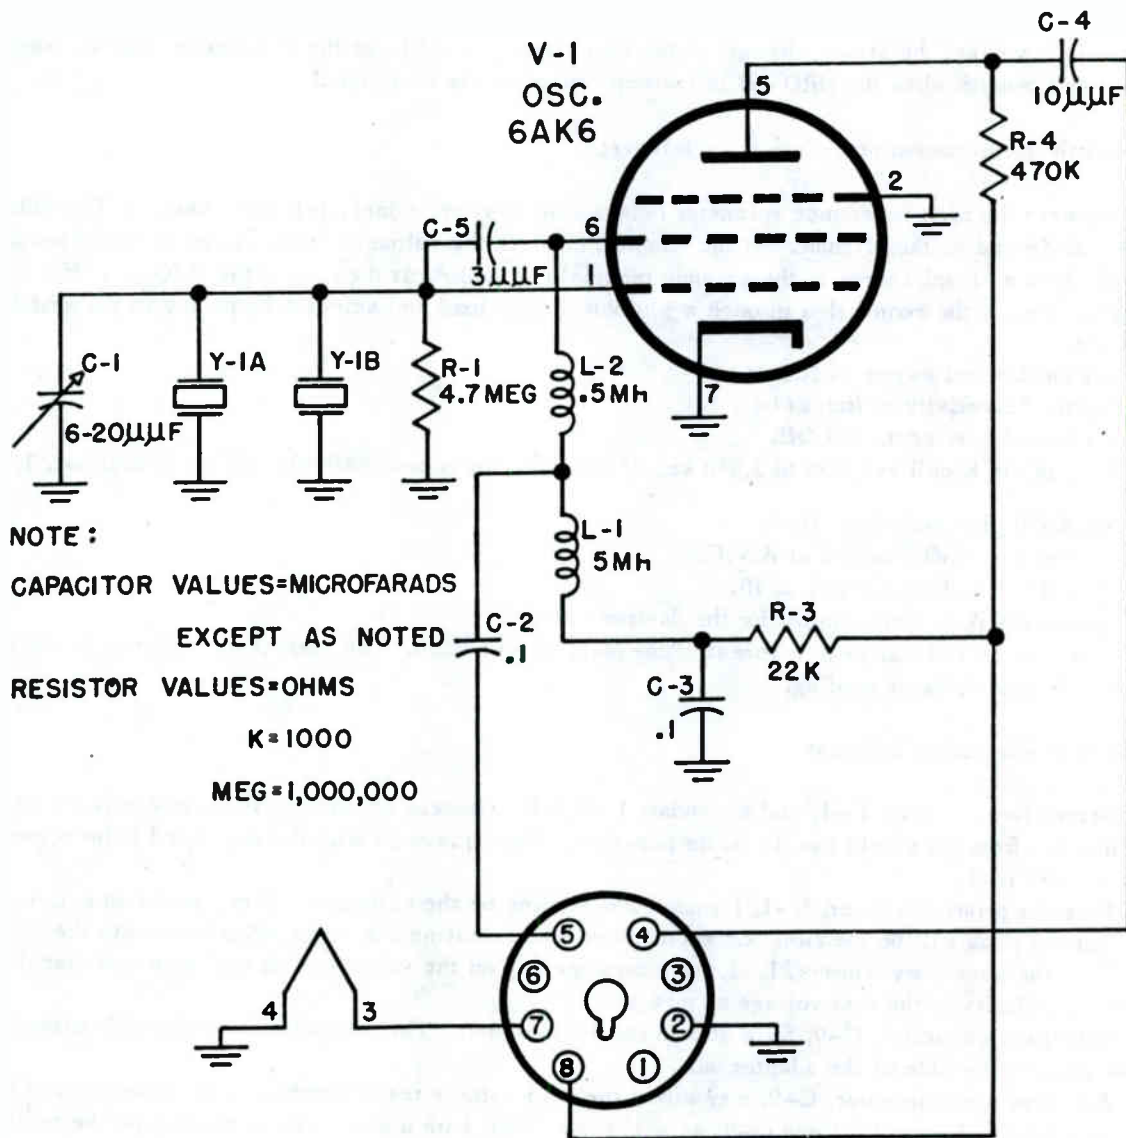 C-4
10µµF
V-1
OSC.
6AK6
5
R-4
470K
2
6
C-5
3µµF
C-1
6-20µµF
Y-1A
Y-1B
R-1
4.7 MEG
L-2
.5Mh
7
L-1
5Mh
NOTE:
CAPACITOR VALUES=MICROFARADS
EXCEPT AS NOTED
RESISTOR VALUES=OHMS
K=1000
MEG=1,000,000
C-2
.1
R-3
22K
C-3
.1
5
4
6
3
7
2
8
1
4
3